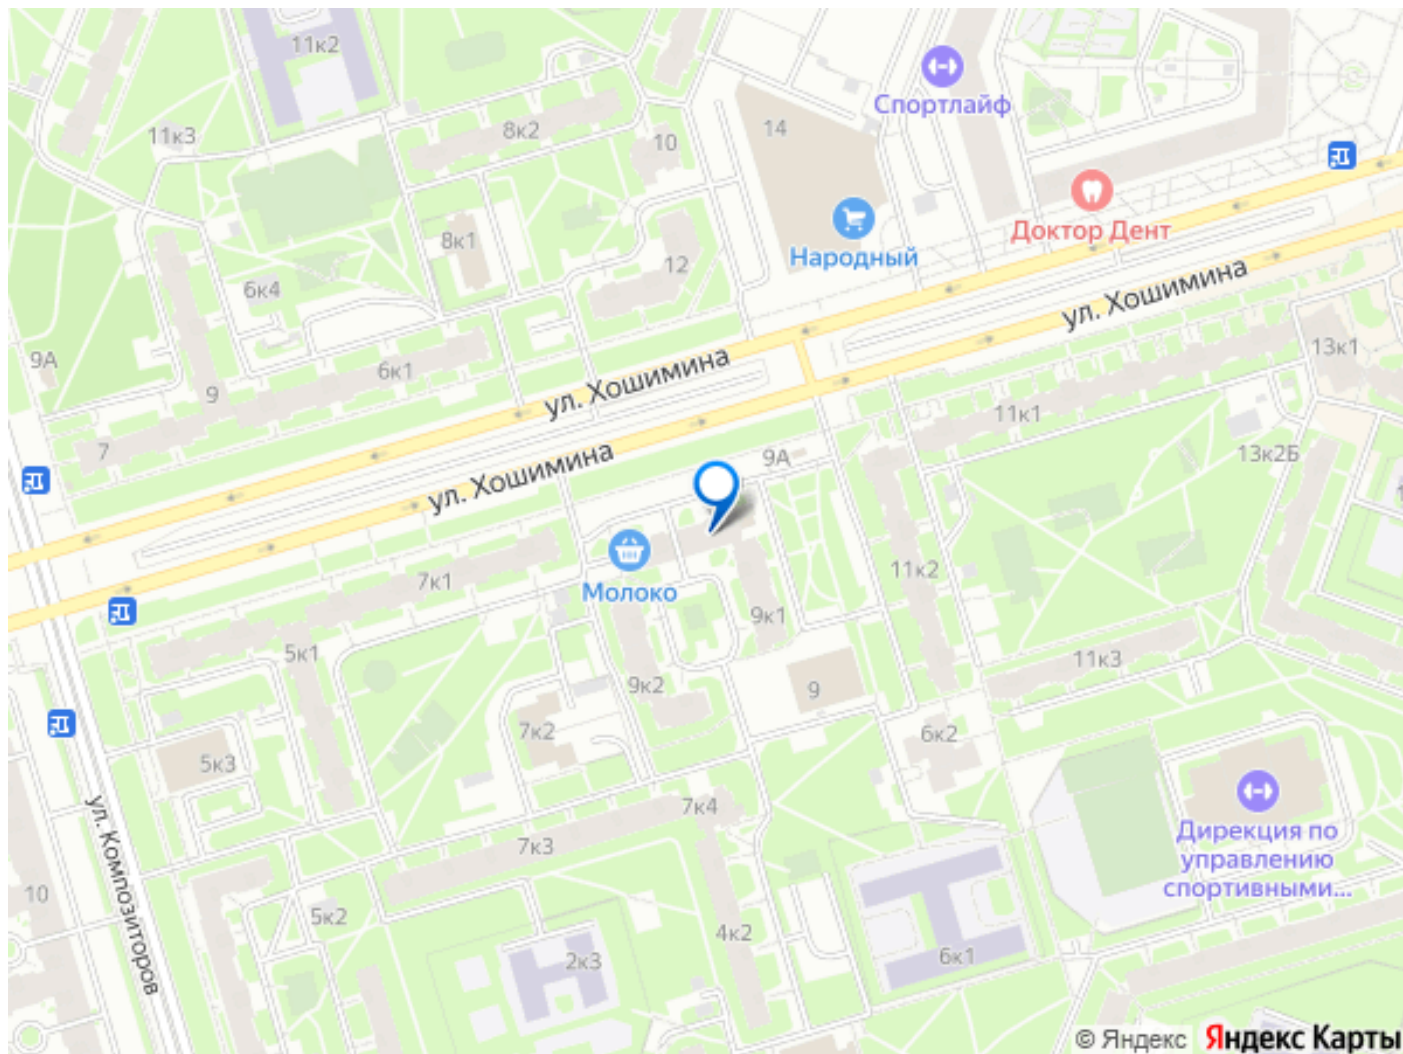 11к2
Спортлайф
11к3
8к2
10
14
Доктор Дент
8к1
Народный
12
6к4
ул. Хошимина
9А
6к1
9
13к1
ул. Хошимина
11к1
7
9А
13к2Б
ул. Хошимина
7к1
Молоко
11к2
9к1
5к1
11к3
9к2
9
7к2
6к2
5к3
7к4
ул. Композиторов
7к3
Дирекция по
управлению
спортивными...
10
5к2
4к2
2к3
6к1
© Яндекс Яндекс Карты